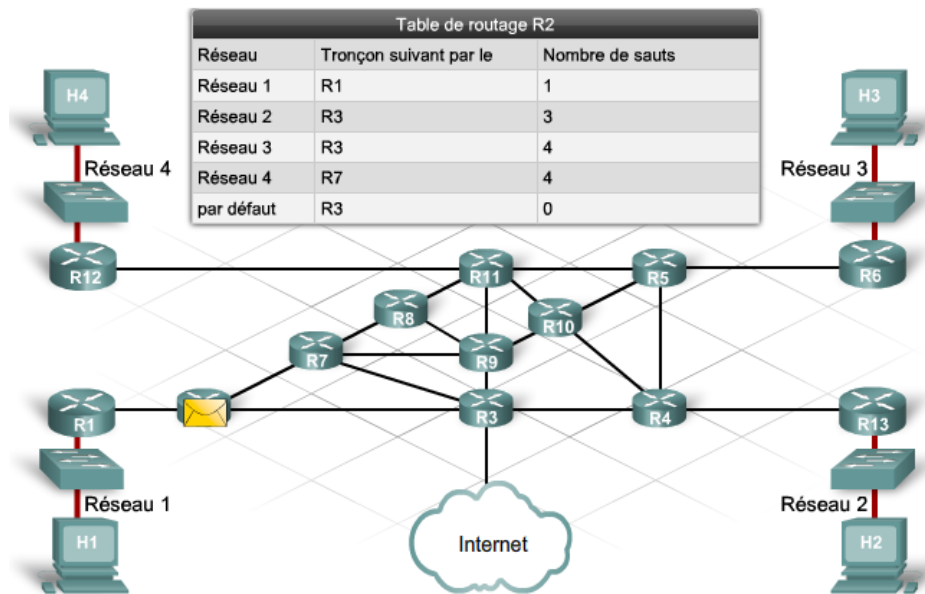 Table de routage R2
Réseau Tronçon suivant par le Nombre de sauts
Réseau 1 R1 1
Réseau 2 R3 3
Réseau 3 R3 4
Réseau 4 R7 4
par défaut R3 0
H4
H3
Réseau 4
Réseau 3
R12
R11
R5
R6
R8
R10
R7
R9
R1
R3
R4
R13
Réseau 1
Réseau 2
Internet
H1
H2